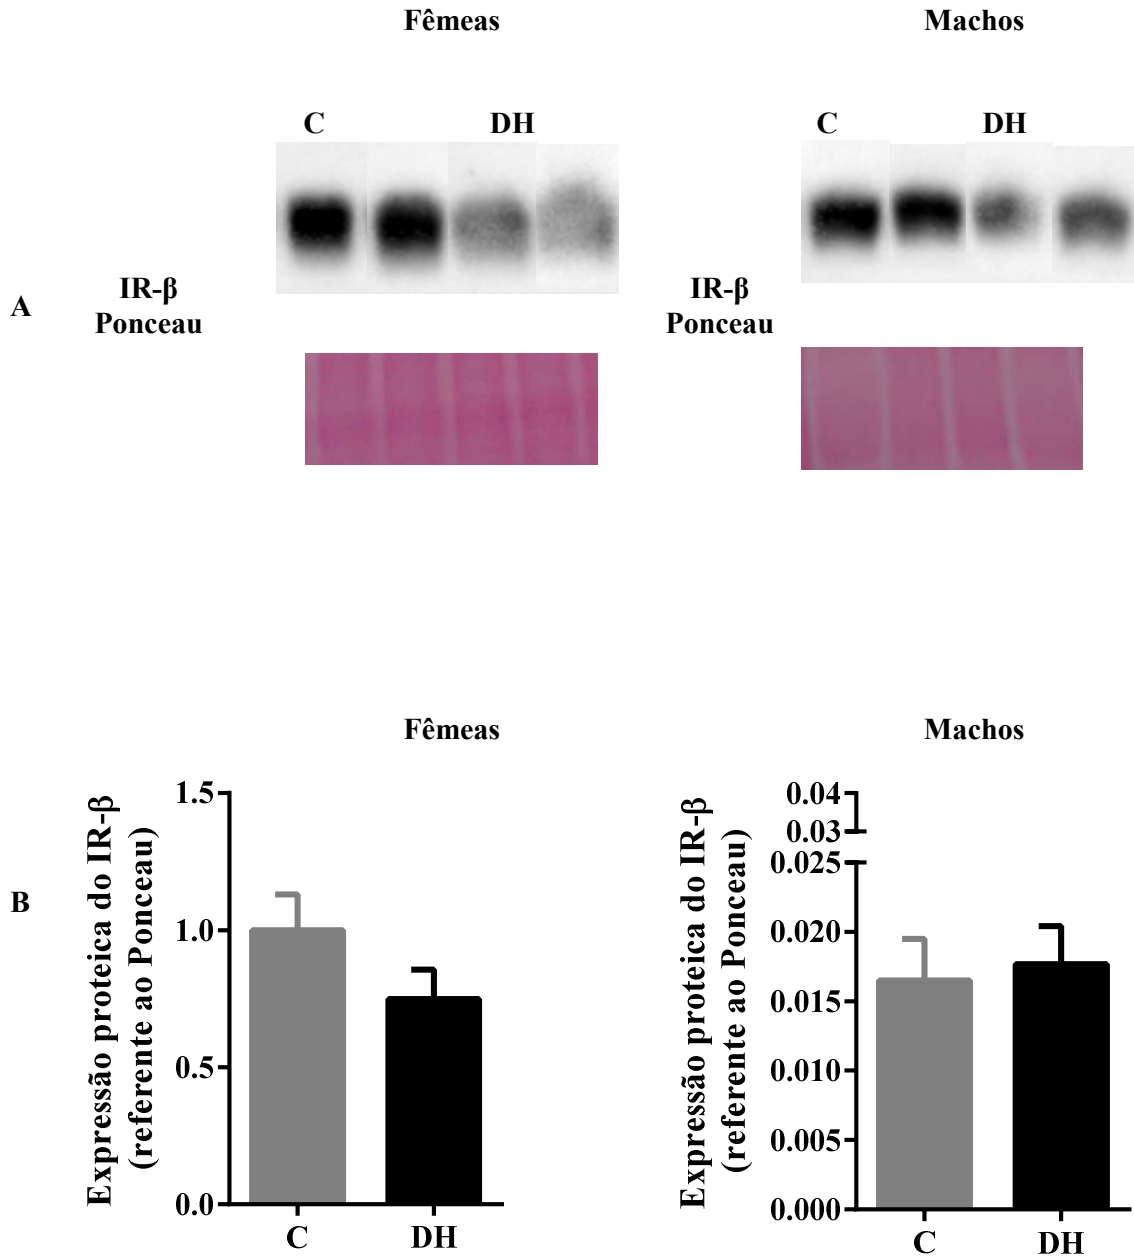 Fêmeas
Machos
C
DH
C
DH
A
IR-β
Ponceau
IR-β
Ponceau
Fêmeas
Machos
B
Expressão proteica do IR-β
(referente ao Ponceau)
1.5
1.0
0.5
0.0
C
DH
Expressão proteica do IR-β
(referente ao Ponceau)
0.04
0.03
0.025
0.020
0.015
0.010
0.005
0.000
C
DH